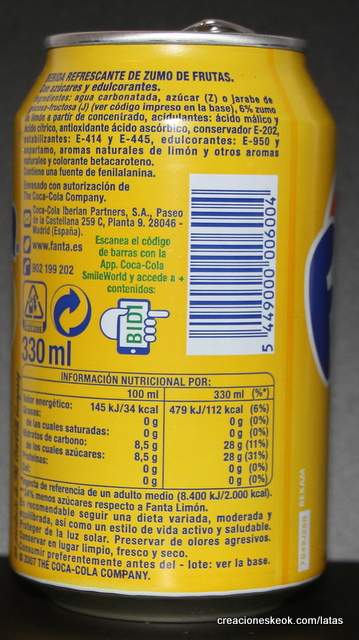 BEBIDA REFRESCANTE DE ZUMO DE FRUTAS.
Con azúcares y edulcorantes.
Ingredientes: agua carbonatada, azúcar (Z) o jarabe de
glucosa-fructosa (J) (ver código impreso en la base), 6% zumo
de limón a partir de concentrado, acidulantes: ácido málico y
ácido cítrico, antioxidante ácido ascórbico, conservador E-202,
estabilizantes: E-414 y E-445, edulcorantes: E-950 y
aspartamo, aromas naturales de limón y otros aromas
naturales y colorante betacaroteno.
Contiene una fuente de fenilalanina.
Envasado con autorización de
The Coca-Cola Company.
Coca-Cola Iberian Partners, S.A., Paseo
de la Castellana 259 C, Planta 9. 28046 -
Madrid (España).
www.fanta.es
902 199 202
Escanea el código
de barras con la
App. Coca-Cola
SmileWorld y accede a +
contenidos:
BIDI
5 449000 006004
330 ml
INFORMACIÓN NUTRICIONAL POR:
100 ml 330 ml (%*)
Valor energético: 145 kJ/34 kcal 479 kJ/112 kcal (6%)
Grasas: 0 g 0 g (0%)
de las cuales saturadas: 0 g 0 g (0%)
Hidratos de carbono: 8,5 g 28 g (11%)
de los cuales azúcares: 8,5 g 28 g (31%)
Proteínas: 0 g 0 g (0%)
Sal: 0 g 0 g (0%)
*Ingesta de referencia de un adulto medio (8.400 kJ/2.000 kcal).
menos azúcares respecto a Fanta Limón.
Es recomendable seguir una dieta variada, moderada y
equilibrada, así como un estilo de vida activo y saludable.
Proteger de la luz solar. Preservar de olores agresivos.
Conservar en lugar limpio, fresco y seco.
Consumir preferentemente antes del - lote: ver la base.
© 2007 THE COCA-COLA COMPANY.
REXAM
creacioneskeok.com/latas